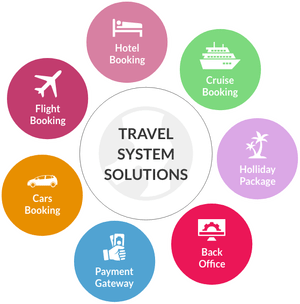 Hotel
Booking
Cruise
Booking
Flight
Booking
TRAVEL
SYSTEM
SOLUTIONS
Holliday
Package
Cars
Booking
Back
Office
Payment
Gateway